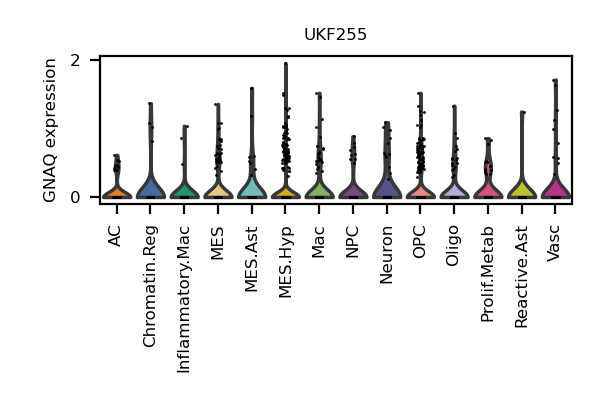 UKF255
GNAQ expression
2
0
AC
Chromatin.Reg
Inflammatory.Mac
MES
MES.Ast
MES.Hyp
Mac
NPC
Neuron
OPC
Oligo
Prolif.Metab
Reactive.Ast
Vasc